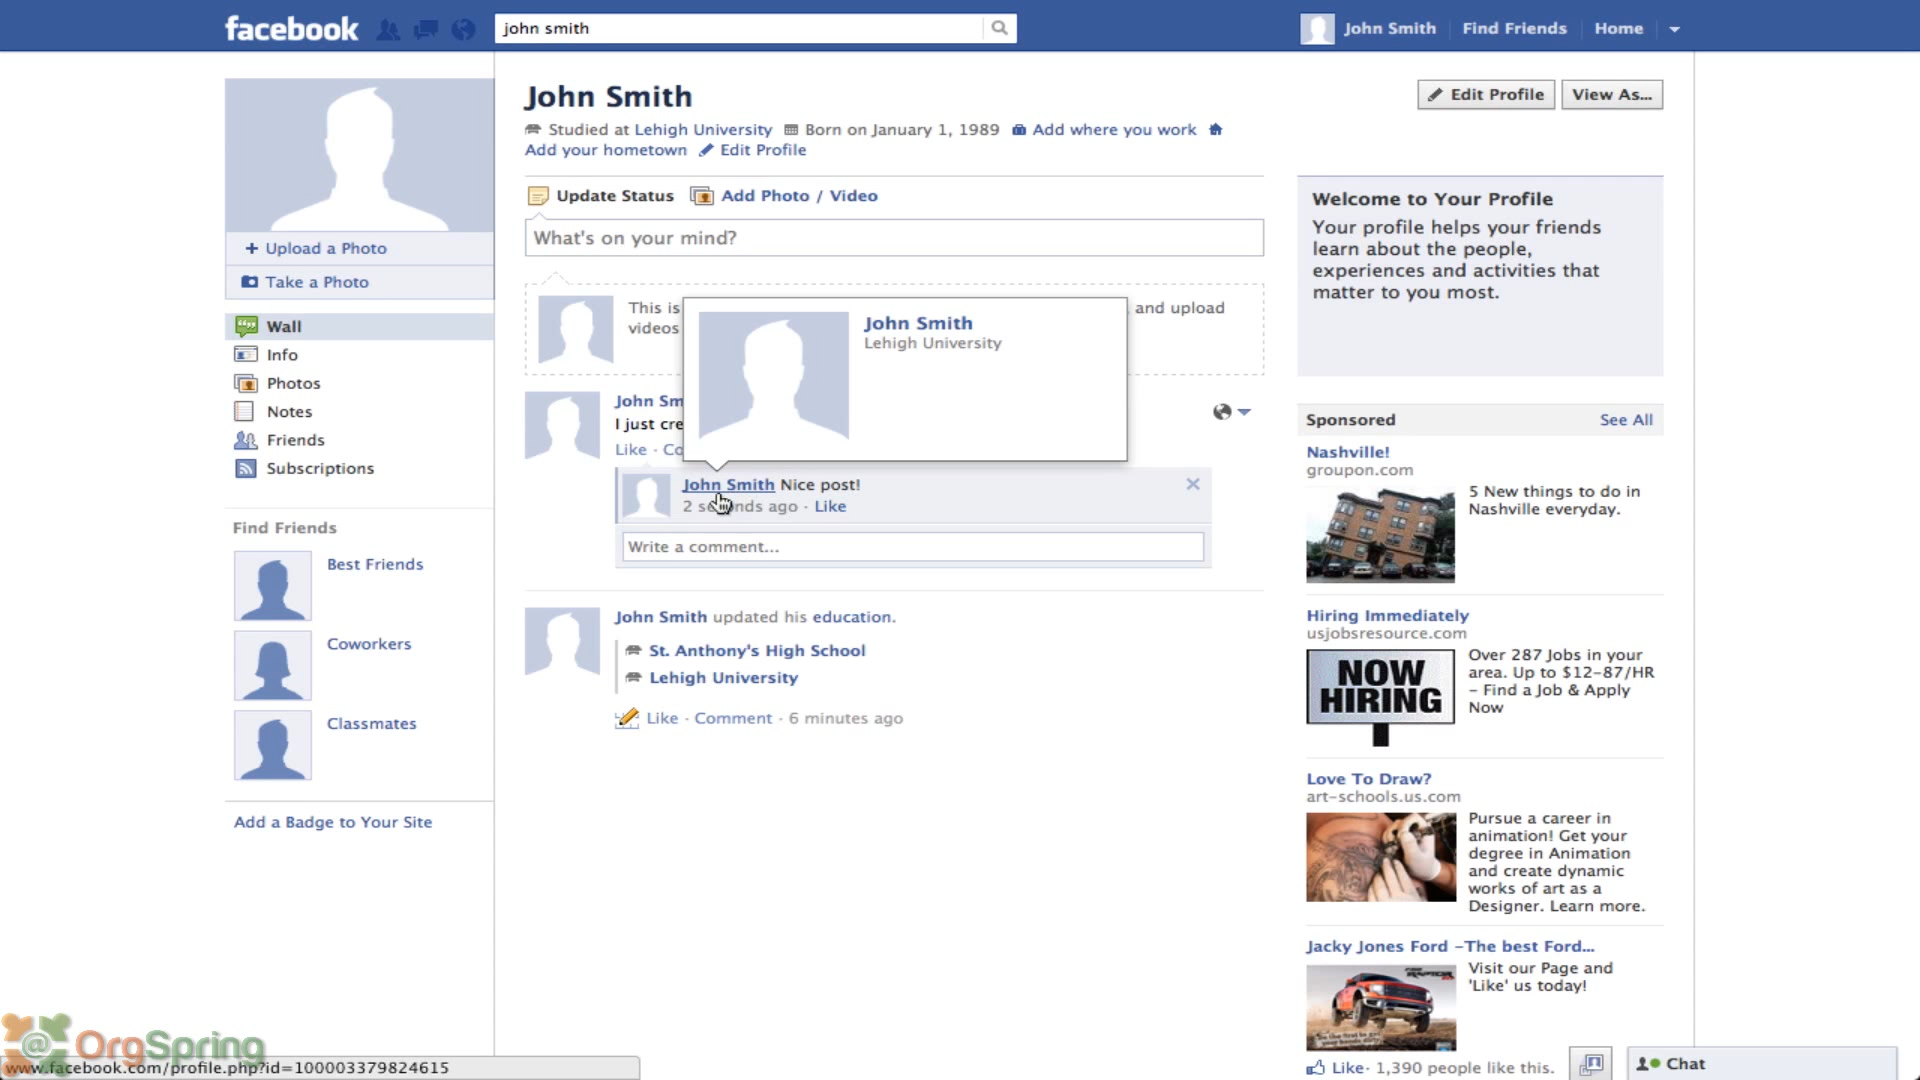 facebook
john smith
John Smith
Find Friends
Home
John Smith
Edit Profile
View As...
Studied at Lehigh University Born on January 1, 1989 Add where you work
Add your hometown Edit Profile
Update Status Add Photo / Video
What's on your mind?
This is
and upload
videos
John Smith
Lehigh University
John Sm
I just cre
Like · Co
John Smith Nice post!
2 seconds ago · Like
Write a comment...
John Smith updated his education.
St. Anthony's High School
Lehigh University
Like · Comment · 6 minutes ago
+ Upload a Photo
Take a Photo
Wall
Info
Photos
Notes
Friends
Subscriptions
Find Friends
Best Friends
Coworkers
Classmates
Add a Badge to Your Site
Welcome to Your Profile
Your profile helps your friends
learn about the people,
experiences and activities that
matter to you most.
Sponsored See All
Nashville!
groupon.com
5 New things to do in
Nashville everyday.
Hiring Immediately
usjobsresource.com
NOW
HIRING
Over 287 Jobs in your
area. Up to $12-87/HR
- Find a Job & Apply
Now
Love To Draw?
art-schools.us.com
Pursue a career in
animation! Get your
degree in Animation
and create dynamic
works of art as a
Designer. Learn more.
Jacky Jones Ford -The best Ford...
Visit our Page and
'Like' us today!
Like · 1,390 people like this.
Chat
OrgSpring
www.facebook.com/profile.php?id=100003379824615